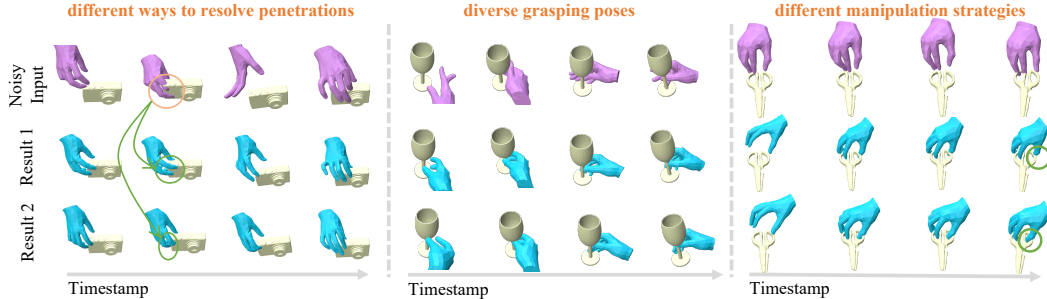 different ways to resolve penetrations
diverse grasping poses
different manipulation strategies
Noisy
Input
Result 1
Result 2
Timestamp
Timestamp
Timestamp